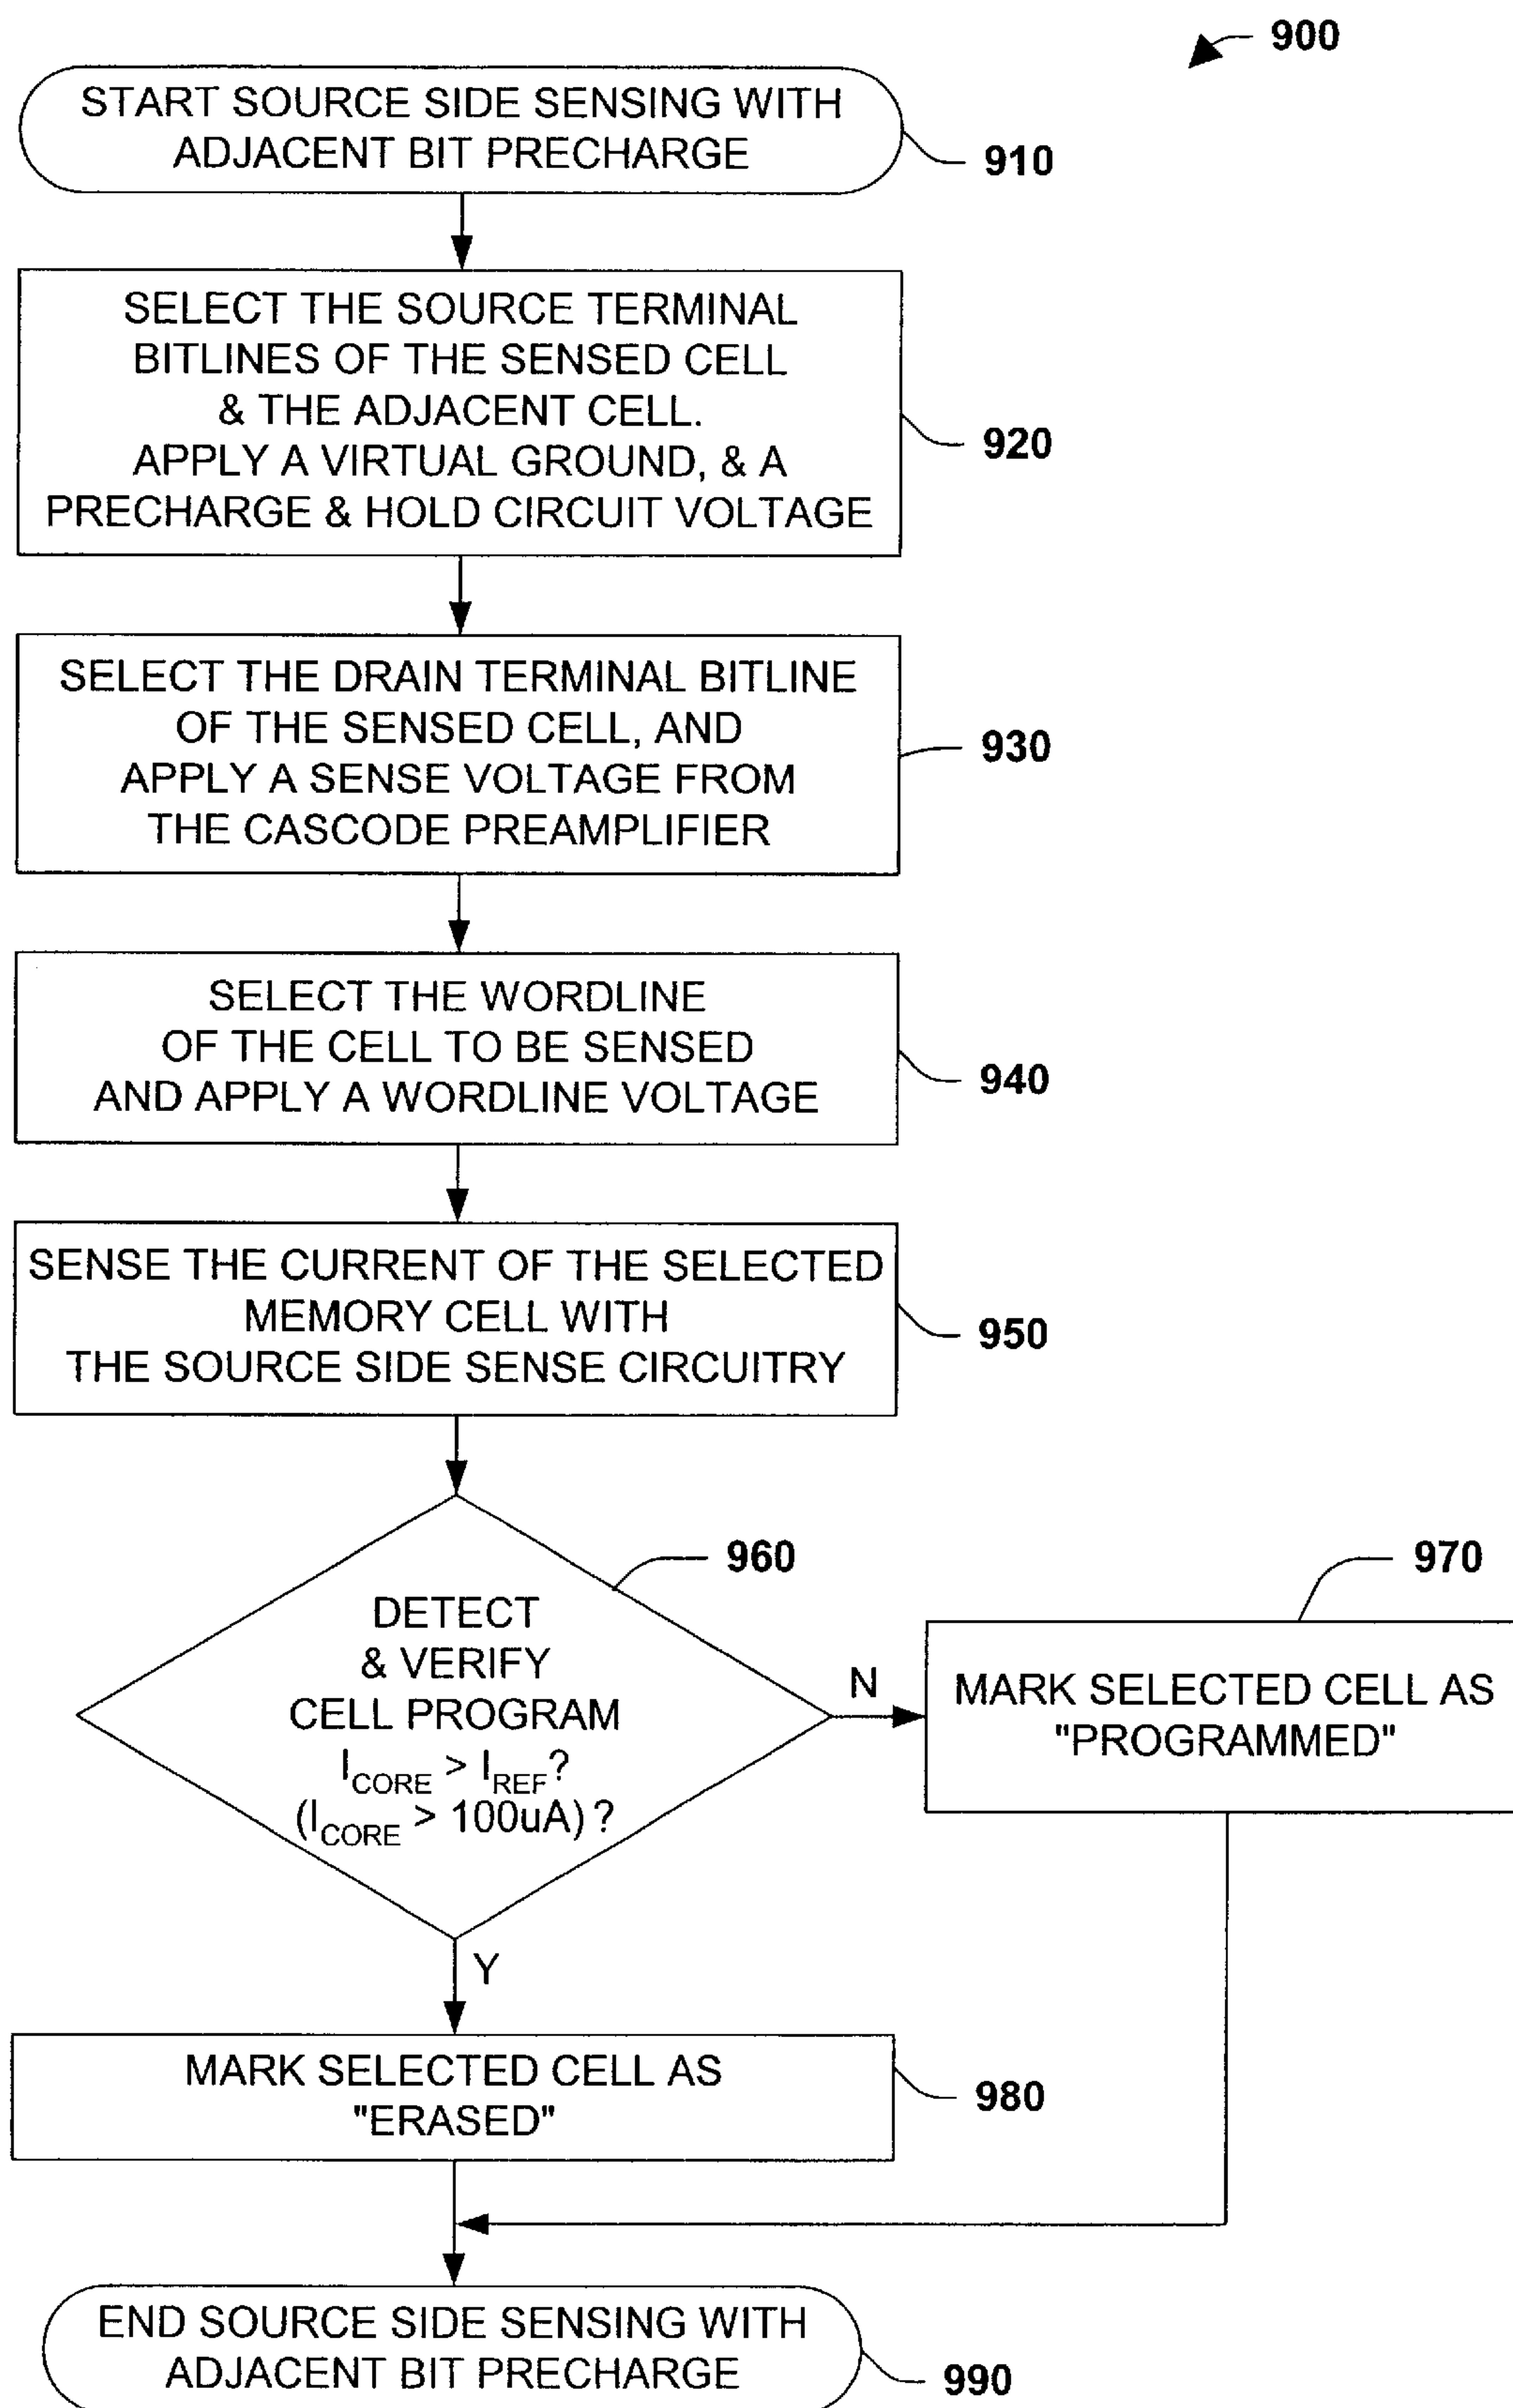 900
START SOURCE SIDE SENSING WITH
ADJACENT BIT PRECHARGE
910
SELECT THE SOURCE TERMINAL
BITLINES OF THE SENSED CELL
& THE ADJACENT CELL.
APPLY A VIRTUAL GROUND, & A
PRECHARGE & HOLD CIRCUIT VOLTAGE
920
SELECT THE DRAIN TERMINAL BITLINE
OF THE SENSED CELL, AND
APPLY A SENSE VOLTAGE FROM
THE CASCODE PREAMPLIFIER
930
SELECT THE WORDLINE
OF THE CELL TO BE SENSED
AND APPLY A WORDLINE VOLTAGE
940
SENSE THE CURRENT OF THE SELECTED
MEMORY CELL WITH
THE SOURCE SIDE SENSE CIRCUITRY
950
960
DETECT
& VERIFY
CELL PROGRAM
I CORE > I REF ?
(I CORE > 100uA) ?
N
970
MARK SELECTED CELL AS
"PROGRAMMED"
Y
MARK SELECTED CELL AS
"ERASED"
980
END SOURCE SIDE SENSING WITH
ADJACENT BIT PRECHARGE
990